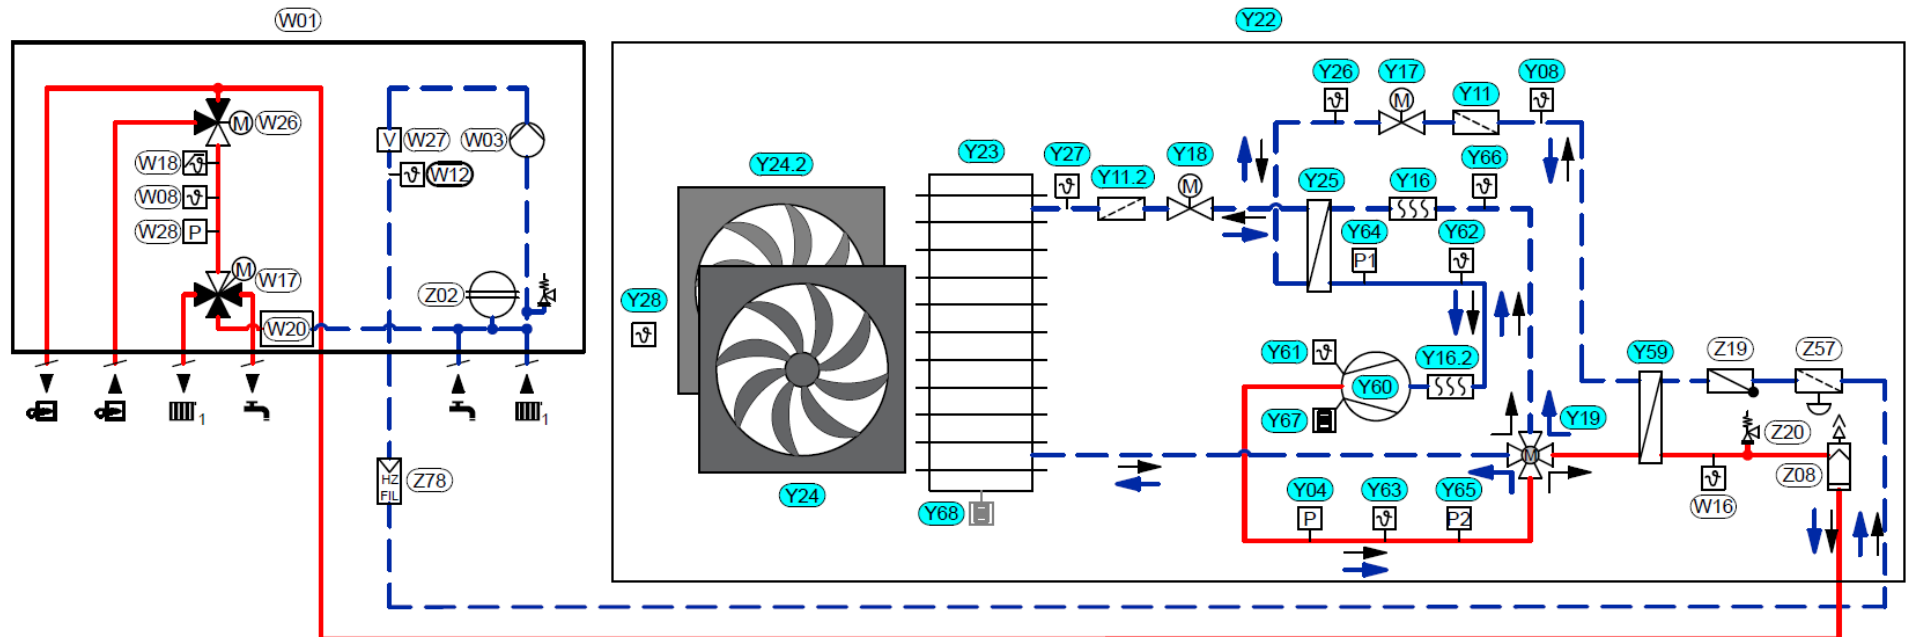 W01
Y22
M
W26
W18
ϑ
W08
ϑ
W28
P
M
W17
W20
V
W27
W03
ϑ
W12
Z02
1
1
HZ
FIL
Z78
Y24.2
Y28
ϑ
Y24
Y23
Y68
Y27
ϑ
Y11.2
Y18
M
Y26
ϑ
Y17
M
Y11
Y08
ϑ
Y25
Y16
Y66
ϑ
Y64
P1
Y62
ϑ
Y61
ϑ
Y60
Y16.2
Y67
Y19
M
Y04
P
Y63
ϑ
Y65
P2
Y59
Z19
Z57
Z20
Z08
ϑ
W16